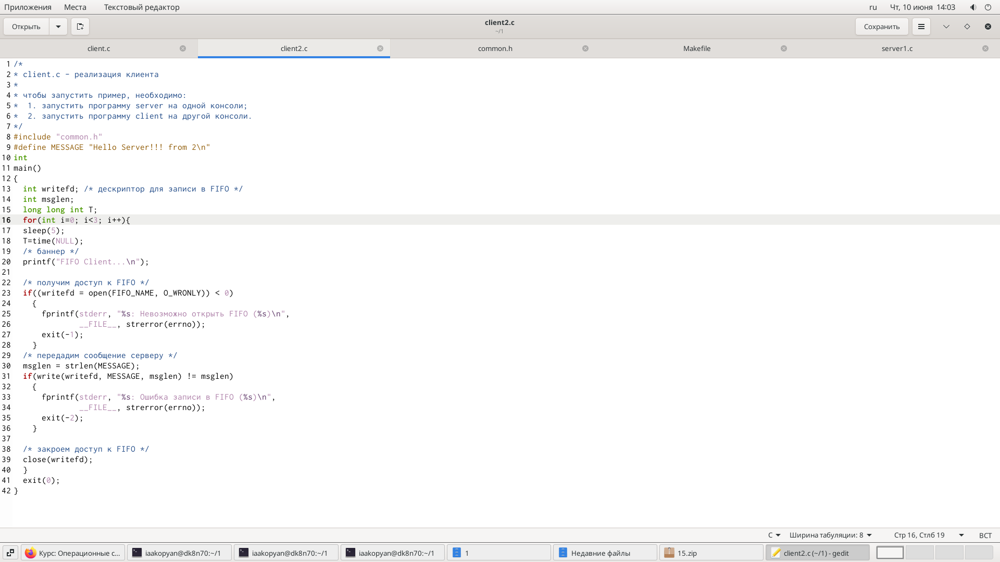 Приложения Места Текстовый редактор ru Чт, 10 июня 14:03
Открыть client2.c Сохранить
~/1
client.c client2.c common.h Makefile server1.c
1 /*
2 * client.c - реализация клиента
3 *
4 * чтобы запустить пример, необходимо:
5 *  1. запустить программу server на одной консоли;
6 *  2. запустить программу client на другой консоли.
7 */
8 #include "common.h"
9 #define MESSAGE "Hello Server!!! from 2\n"
10 int
11 main()
12 {
13   int writefd; /* дескриптор для записи в FIFO */
14   int msglen;
15   long long int T;
16   for(int i=0; i<3; i++){
17   sleep(5);
18   T=time(NULL);
19   /* баннер */
20   printf("FIFO Client...\n");
21
22   /* получим доступ к FIFO */
23   if((writefd = open(FIFO_NAME, O_WRONLY)) < 0)
24     {
25       fprintf(stderr, "%s: Невозможно открыть FIFO (%s)\n",
26               __FILE__, strerror(errno));
27       exit(-1);
28     }
29   /* передадим сообщение серверу */
30   msglen = strlen(MESSAGE);
31   if(write(writefd, MESSAGE, msglen) != msglen)
32     {
33       fprintf(stderr, "%s: Ошибка записи в FIFO (%s)\n",
34               __FILE__, strerror(errno));
35       exit(-2);
36     }
37
38   /* закроем доступ к FIFO */
39   close(writefd);
40   }
41   exit(0);
42 }
C Ширина табуляции: 8 Стр 16, Стлб 19 ВСТ
Курс: Операционные с... iaakopyan@dk8n70:~/1 iaakopyan@dk8n70:~/1 iaakopyan@dk8n70:~/1 1 Недавние файлы 15.zip client2.c (~/1) - gedit